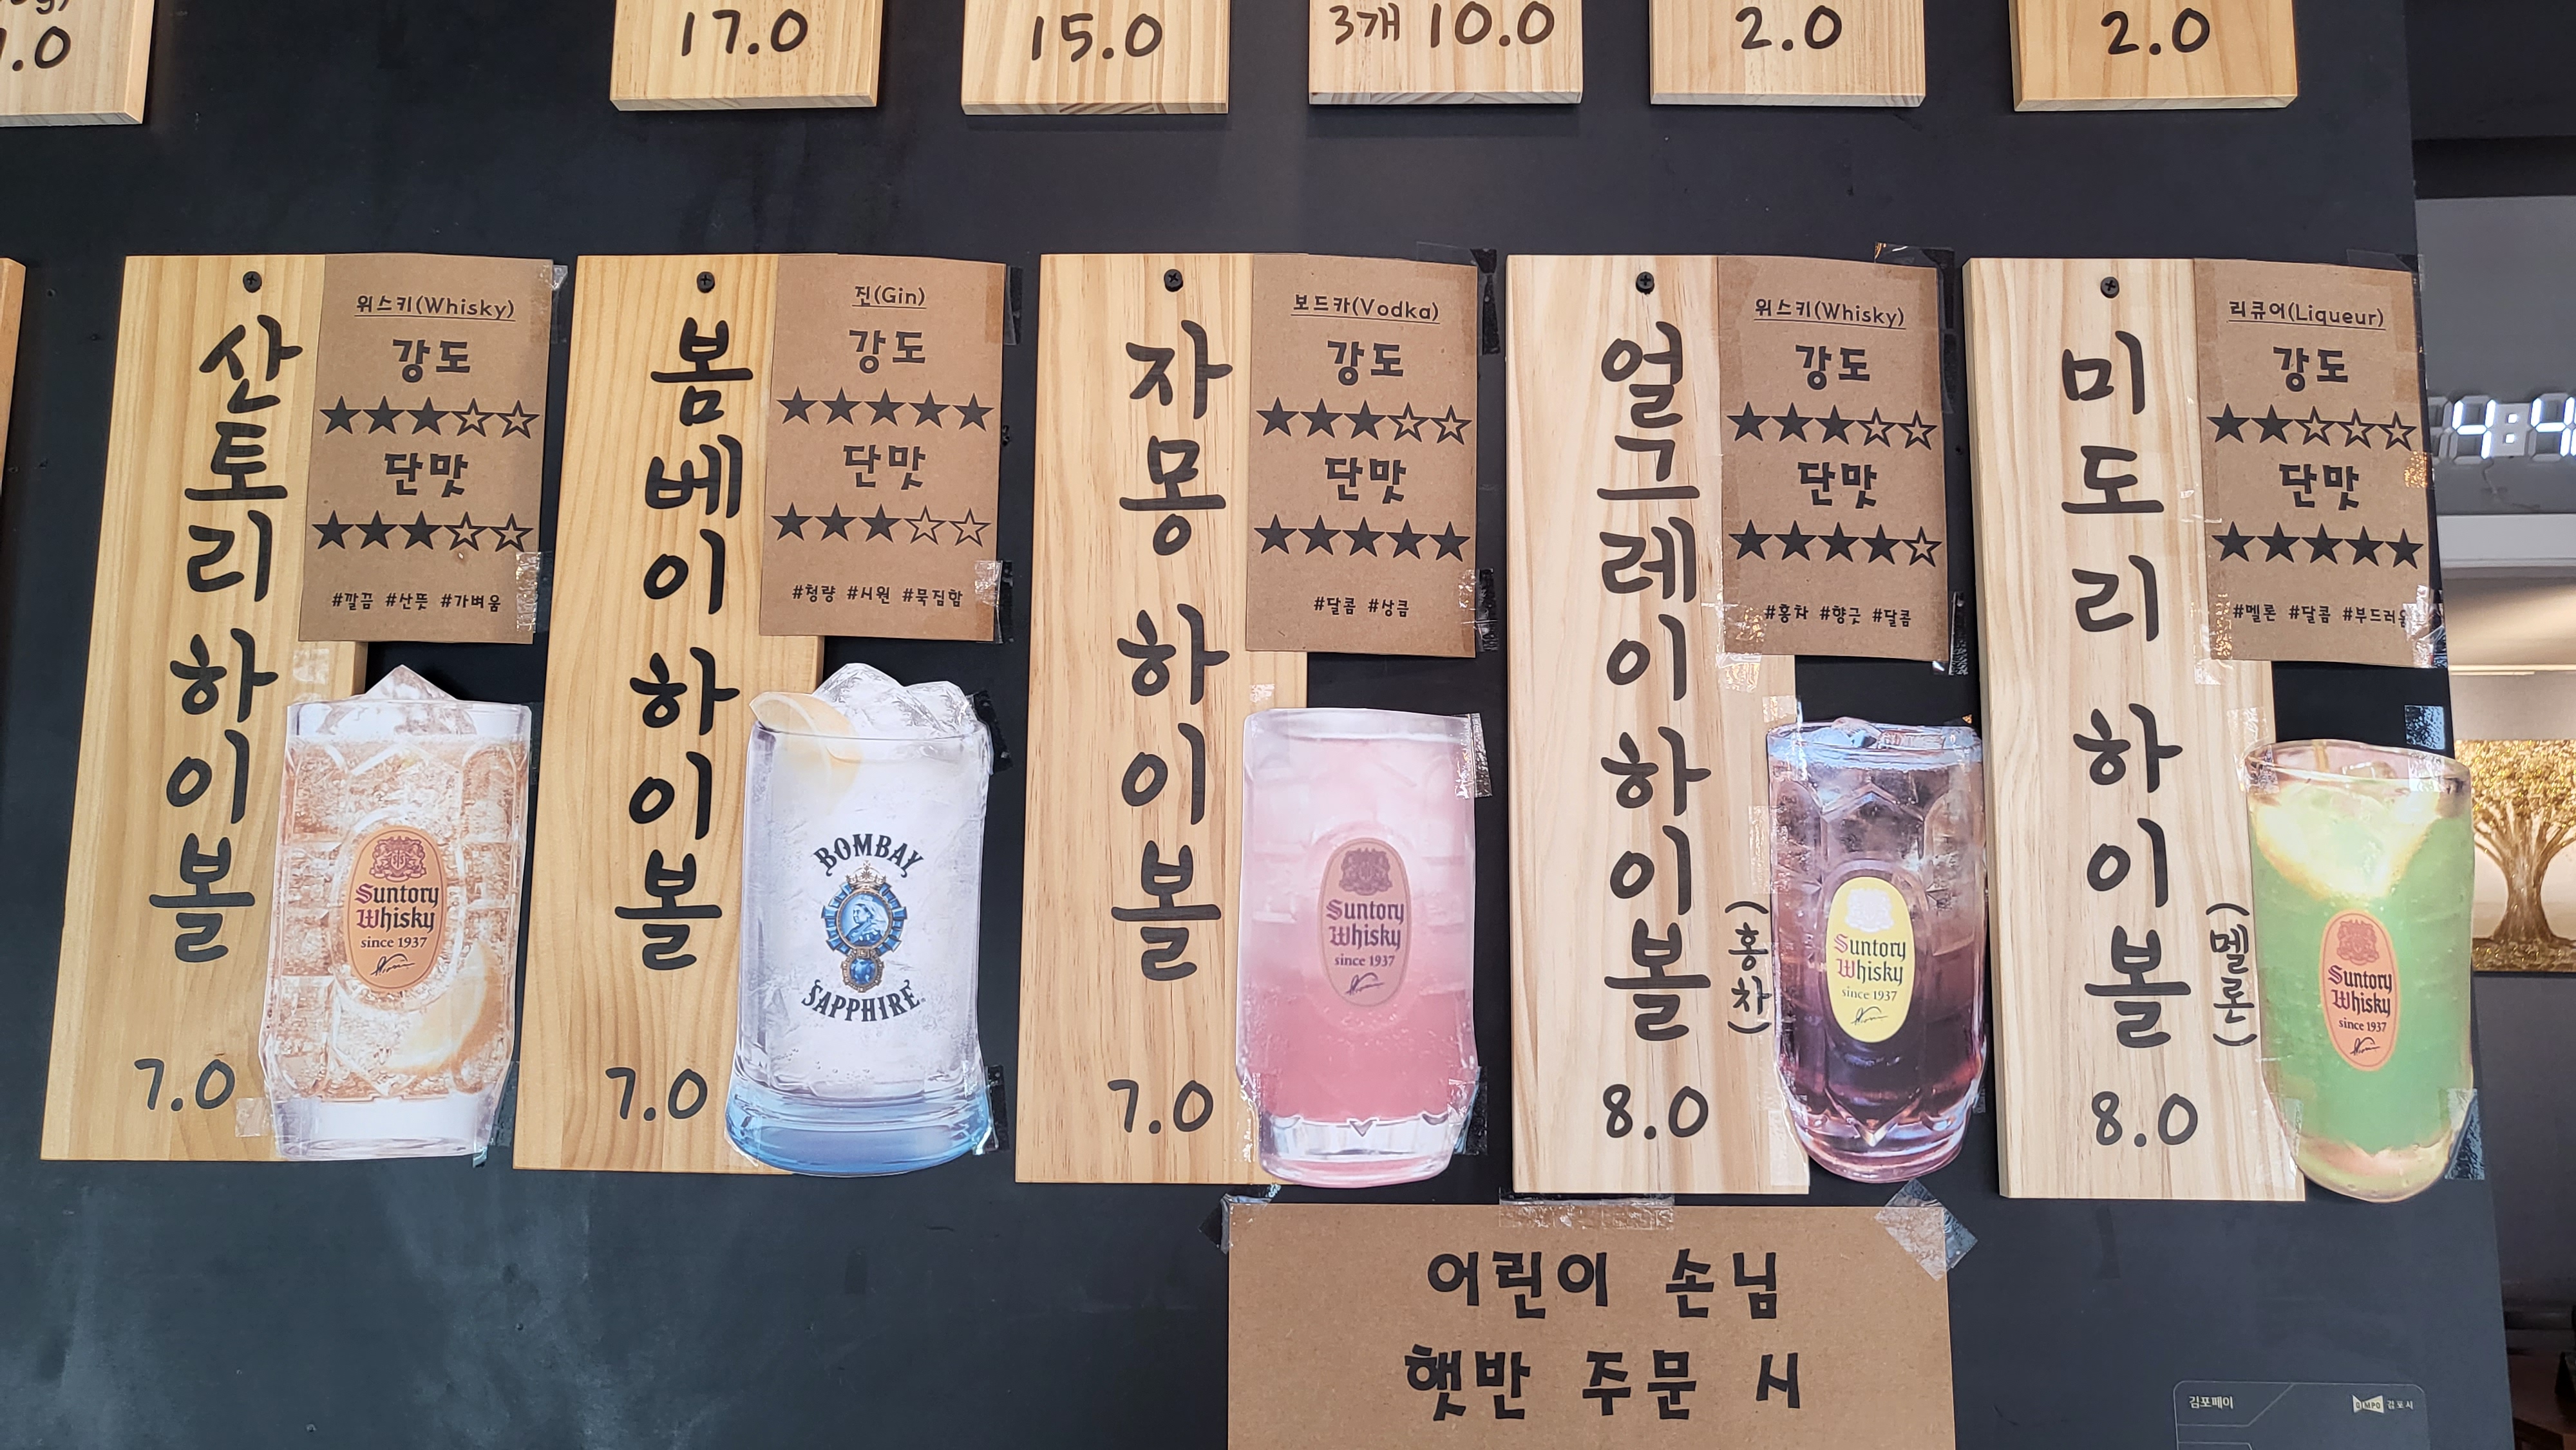 17.0
15.0
3개 10.0
2.0
2.0
산토리 하이볼
7.0
위스키(Whisky)
강도
★★★☆☆
단맛
★★★☆☆
#깔끔 #산뜻 #가벼움
Suntory
Whisky
since 1937
봄베이 하이볼
7.0
진(Gin)
강도
★★★★★
단맛
★★★☆☆
#청량 #시원 #묵직함
BOMBAY
SAPPHIRE
자몽 하이볼
7.0
보드카(Vodka)
강도
★★★☆☆
단맛
★★★★★
#달콤 #상큼
Suntory
Whisky
since 1937
얼그레이 하이볼
(홍차)
8.0
위스키(Whisky)
강도
★★★☆☆
단맛
★★★★☆
#홍차 #향긋 #달콤
Suntory
Whisky
since 1937
미도리 하이볼
(멜론)
8.0
리큐어(Liqueur)
강도
★★☆☆☆
단맛
★★★★★
#멜론 #달콤 #부드러움
Suntory
Whisky
since 1937
어린이 손님
햇반 주문 시
김포페이
김포시